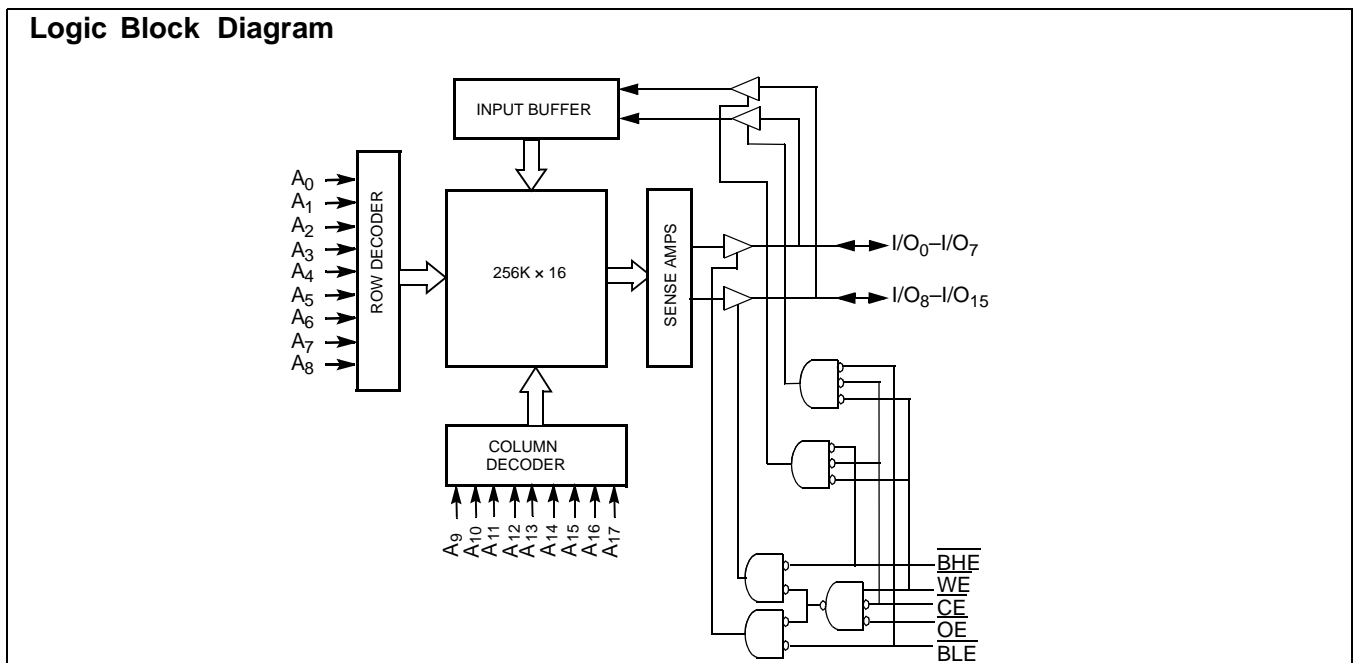 Logic Block Diagram
INPUT BUFFER
A0
A1
A2
A3
A4
A5
A6
A7
A8
ROW DECODER
256K × 16
SENSE AMPS
I/O0–I/O7
I/O8–I/O15
COLUMN
DECODER
A9
A10
A11
A12
A13
A14
A15
A16
A17
BHE
WE
CE
OE
BLE